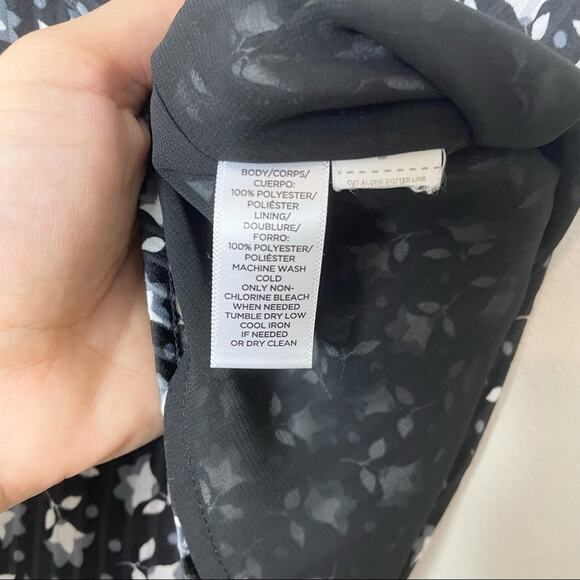 BODY/CORPS/
CUERPO:
100% POLYESTER/
POLIÉSTER
LINING/
DOUBLURE/
FORRO:
100% POLYESTER/
POLIÉSTER
MACHINE WASH
COLD
ONLY NON-
CHLORINE BLEACH
WHEN NEEDED
TUMBLE DRY LOW
COOL IRON
IF NEEDED
OR DRY CLEAN
CUT ALONG DOTTED LINE